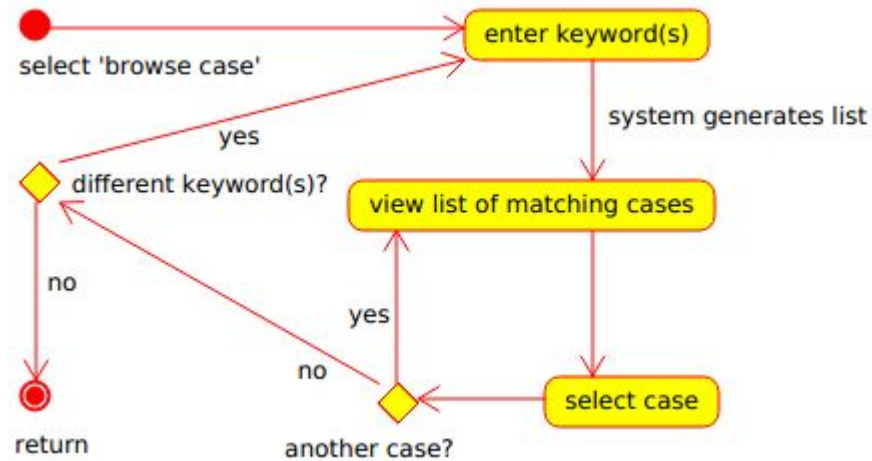 enter keyword(s)
select 'browse case'
system generates list
yes
different keyword(s)?
view list of matching cases
no
yes
no
select case
return
another case?